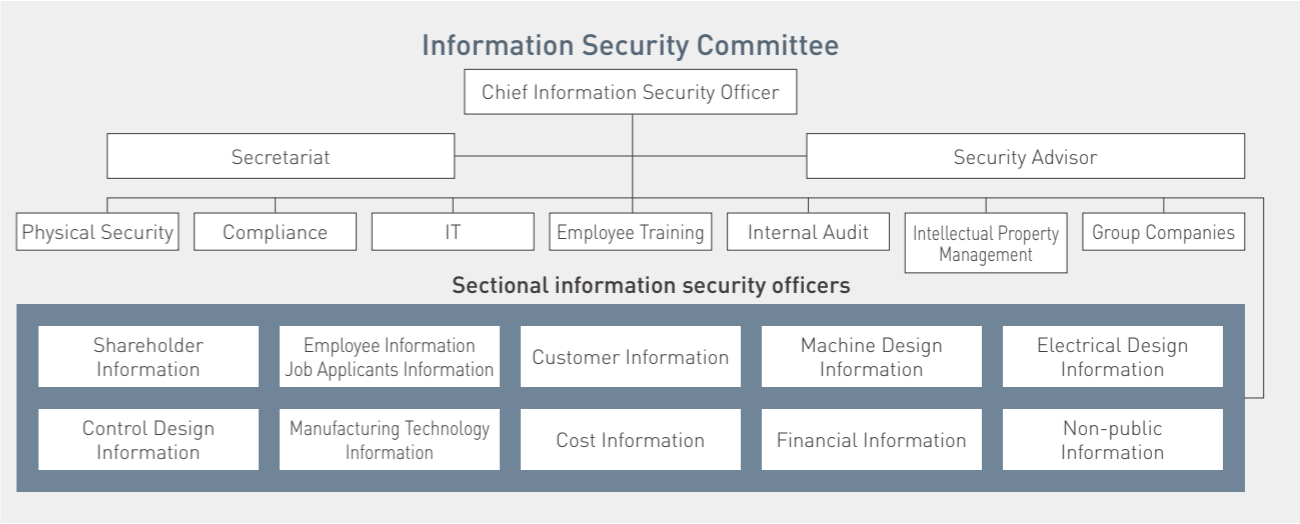 Information Security Committee
Chief Information Security Officer
Secretariat
Security Advisor
Physical Security
Compliance
IT
Employee Training
Internal Audit
Intellectual Property
Management
Group Companies
Sectional information security officers
Shareholder
Information
Employee Information
Job Applicants Information
Customer Information
Machine Design
Information
Electrical Design
Information
Control Design
Information
Manufacturing Technology
Information
Cost Information
Financial Information
Non-public
Information